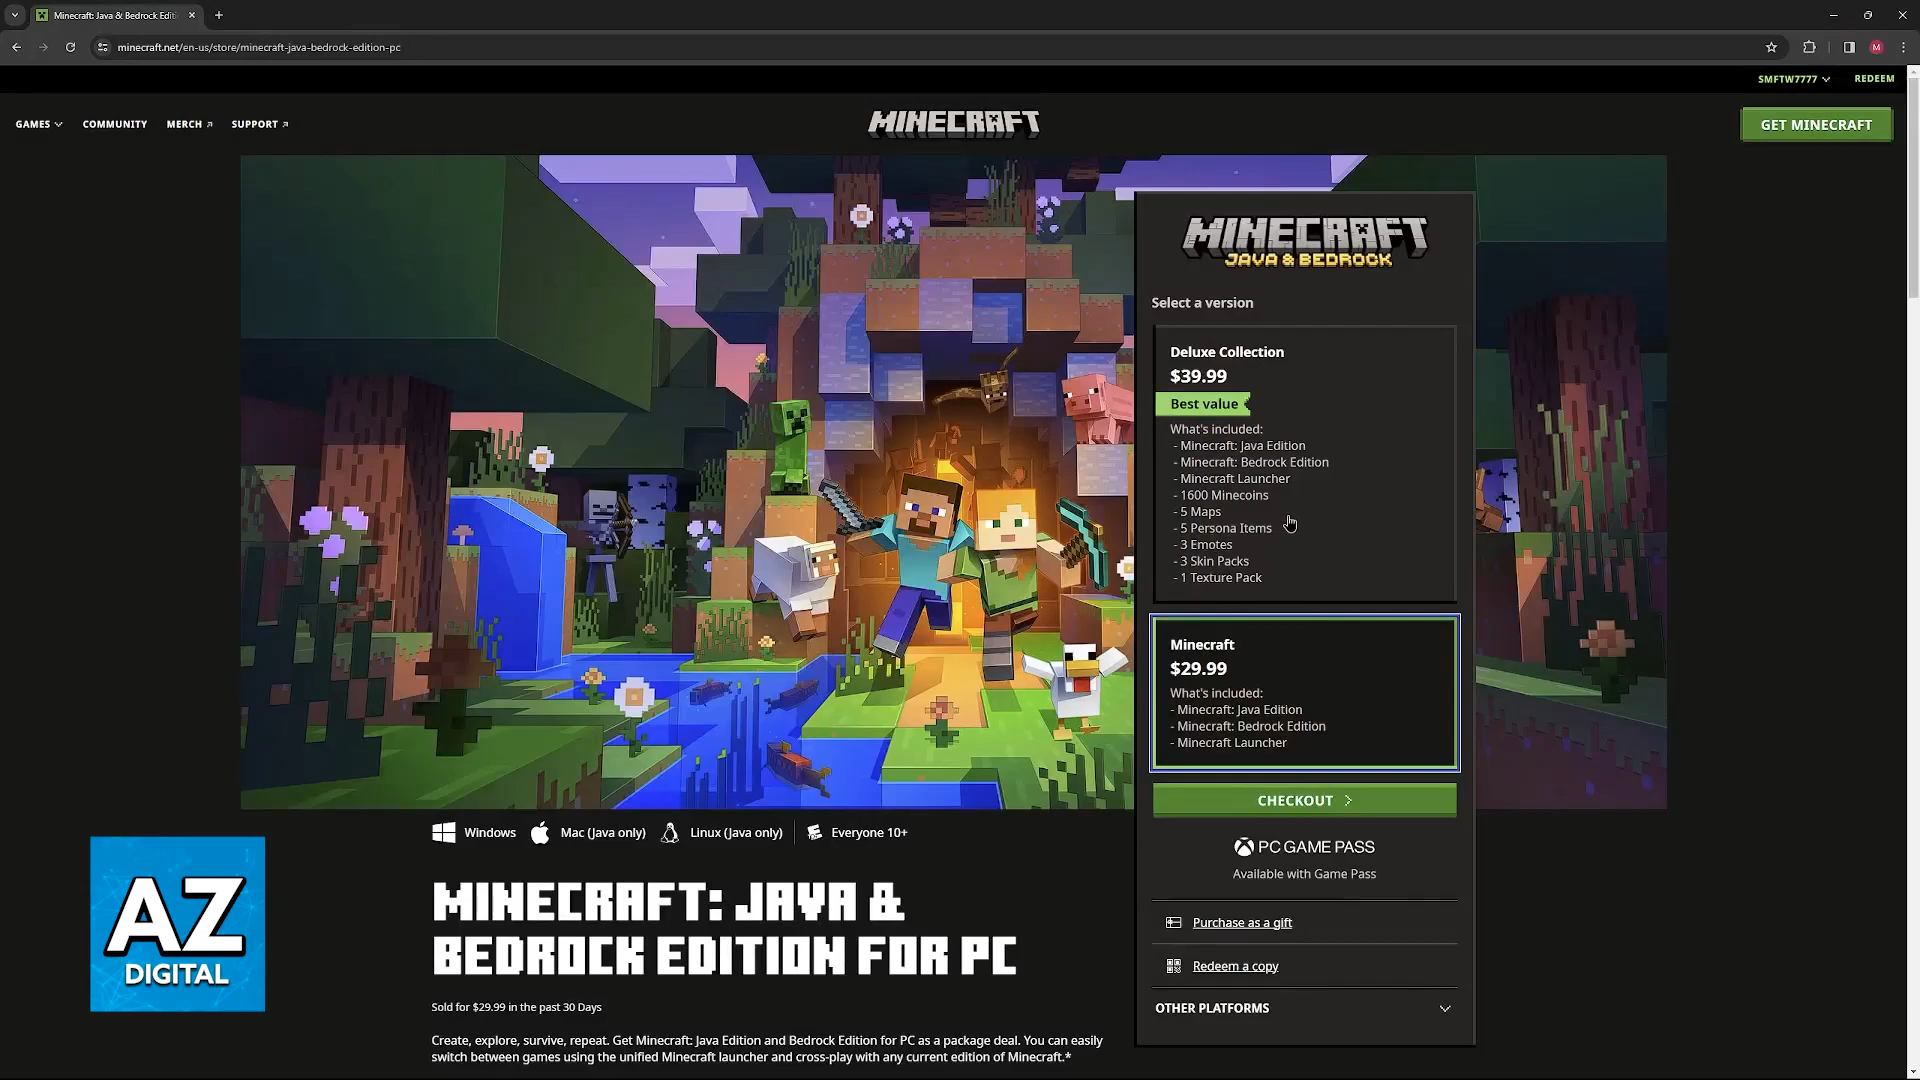 Minecraft: Java & Bedrock Editi
minecraft.net/en-us/store/minecraft-java-bedrock-edition-pc
M
SMFTW7777
REDEEM
GAMES
COMMUNITY
MERCH
SUPPORT
MINECRAFT
GET MINECRAFT
MINECRAFT
JAVA & BEDROCK
Select a version
Deluxe Collection
$39.99
Best value
What's included:
- Minecraft: Java Edition
- Minecraft: Bedrock Edition
- Minecraft Launcher
- 1600 Minecoins
- 5 Maps
- 5 Persona Items
- 3 Emotes
- 3 Skin Packs
- 1 Texture Pack
Minecraft
$29.99
What's included:
- Minecraft: Java Edition
- Minecraft: Bedrock Edition
- Minecraft Launcher
CHECKOUT
PC GAME PASS
Available with Game Pass
Purchase as a gift
Redeem a copy
OTHER PLATFORMS
Windows
Mac (Java only)
Linux (Java only)
Everyone 10+
AZ
DIGITAL
MINECRAFT: JAVA &
BEDROCK EDITION FOR PC
Sold for $29.99 in the past 30 Days
Create, explore, survive, repeat. Get Minecraft: Java Edition and Bedrock Edition for PC as a package deal. You can easily
switch between games using the unified Minecraft launcher and cross-play with any current edition of Minecraft.*